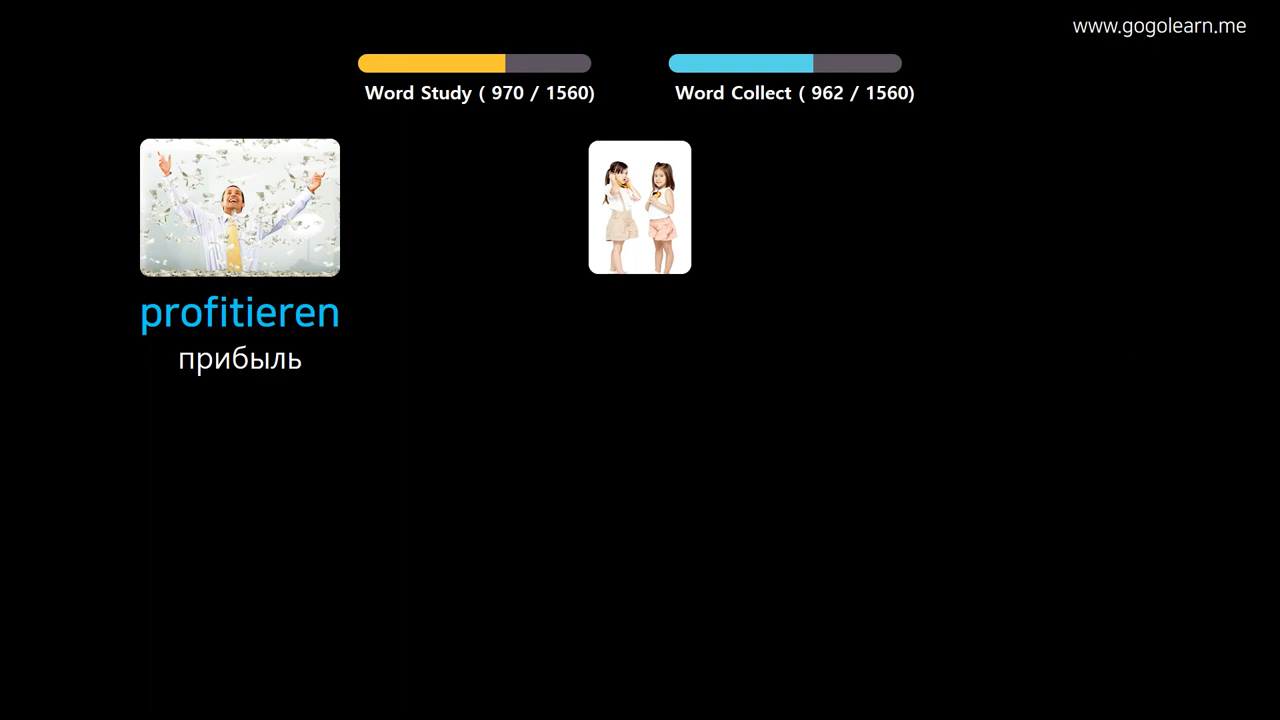 www.gogolearn.me
Word Study ( 970 / 1560)
Word Collect ( 962 / 1560)
profitieren
прибыль